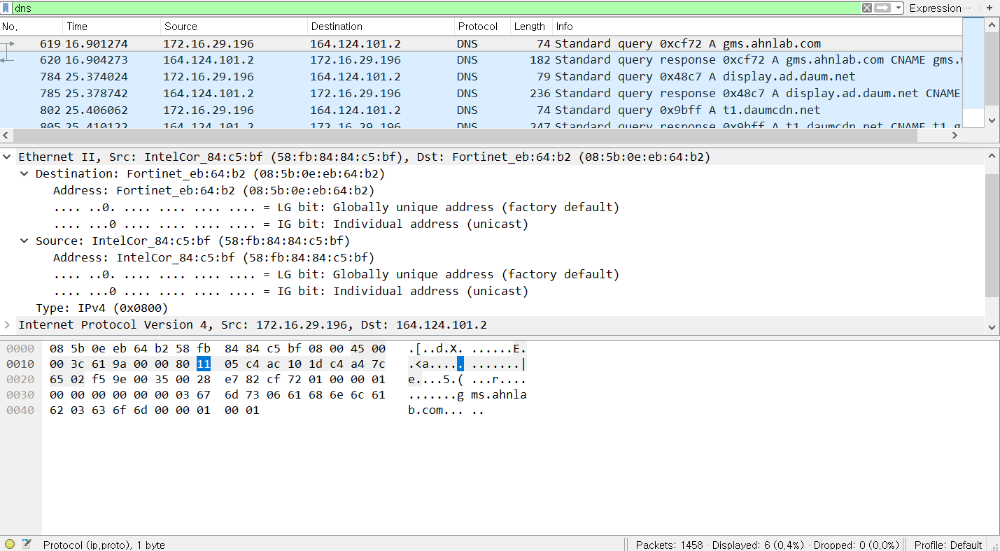 dns Expression… +
No. Time Source Destination Protocol Length Info
619 16.901274 172.16.29.196 164.124.101.2 DNS 74 Standard query 0xcf72 A gms.ahnlab.com
620 16.904273 164.124.101.2 172.16.29.196 DNS 182 Standard query response 0xcf72 A gms.ahnlab.com CNAME gms.
784 25.374024 172.16.29.196 164.124.101.2 DNS 79 Standard query 0x48c7 A display.ad.daum.net
785 25.378742 164.124.101.2 172.16.29.196 DNS 236 Standard query response 0x48c7 A display.ad.daum.net CNAME
802 25.406062 172.16.29.196 164.124.101.2 DNS 74 Standard query 0x9bff A t1.daumcdn.net
805 25.410122 164.124.101.2 172.16.29.196 DNS 247 Standard query response 0x9bff A t1.daumcdn.net CNAME t1.g
Ethernet II, Src: IntelCor_84:c5:bf (58:fb:84:84:c5:bf), Dst: Fortinet_eb:64:b2 (08:5b:0e:eb:64:b2)
Destination: Fortinet_eb:64:b2 (08:5b:0e:eb:64:b2)
Address: Fortinet_eb:64:b2 (08:5b:0e:eb:64:b2)
.... ..0. .... .... .... .... = LG bit: Globally unique address (factory default)
.... ...0 .... .... .... .... = IG bit: Individual address (unicast)
Source: IntelCor_84:c5:bf (58:fb:84:84:c5:bf)
Address: IntelCor_84:c5:bf (58:fb:84:84:c5:bf)
.... ..0. .... .... .... .... = LG bit: Globally unique address (factory default)
.... ...0 .... .... .... .... = IG bit: Individual address (unicast)
Type: IPv4 (0x0800)
Internet Protocol Version 4, Src: 172.16.29.196, Dst: 164.124.101.2
0000 08 5b 0e eb 64 b2 58 fb 84 84 c5 bf 08 00 45 00 .[..d.X. ......E.
0010 00 3c 61 9a 00 00 80 11 05 c4 ac 10 1d c4 a4 7c .<a..... .......|
0020 65 02 f5 9e 00 35 00 28 e7 82 cf 72 01 00 00 01 e....5.( ...r....
0030 00 00 00 00 00 00 03 67 6d 73 06 61 68 6e 6c 61 .......g ms.ahnla
0040 62 03 63 6f 6d 00 00 01 00 01 b.com... ..
Protocol (ip.proto), 1 byte Packets: 1458 · Displayed: 6 (0.4%) · Dropped: 0 (0.0%) Profile: Default